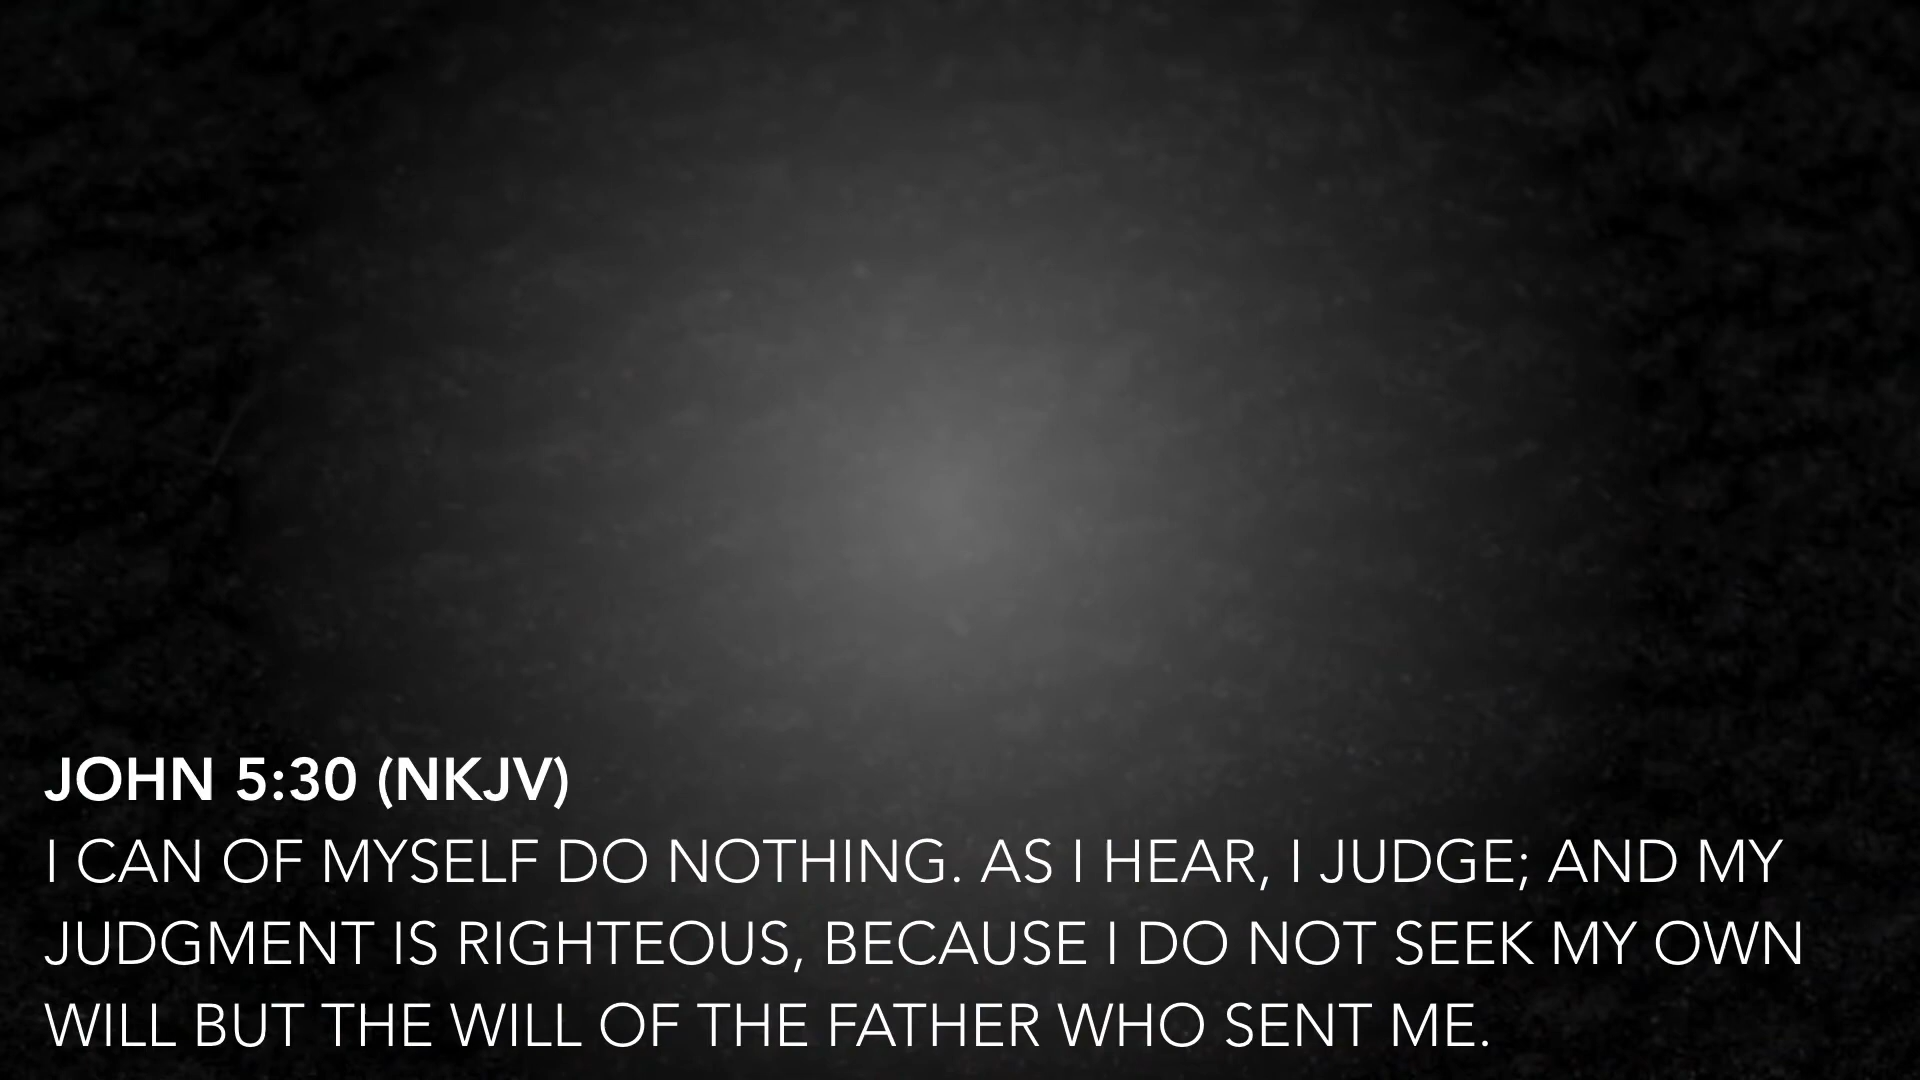 JOHN 5:30 (NKJV)
I CAN OF MYSELF DO NOTHING. AS I HEAR, I JUDGE; AND MY
JUDGMENT IS RIGHTEOUS, BECAUSE I DO NOT SEEK MY OWN
WILL BUT THE WILL OF THE FATHER WHO SENT ME.